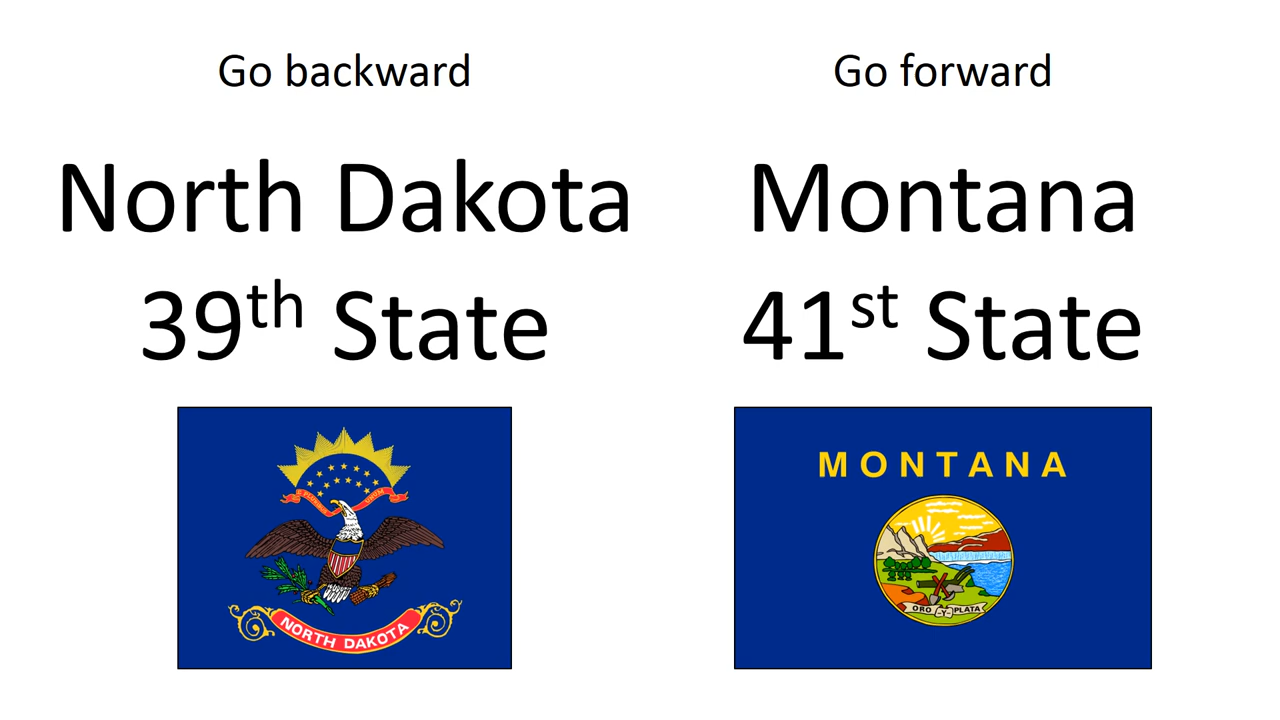 Go backward
North Dakota
39th State
NORTH DAKOTA
Go forward
Montana
41st State
MONTANA
ORO Y PLATA